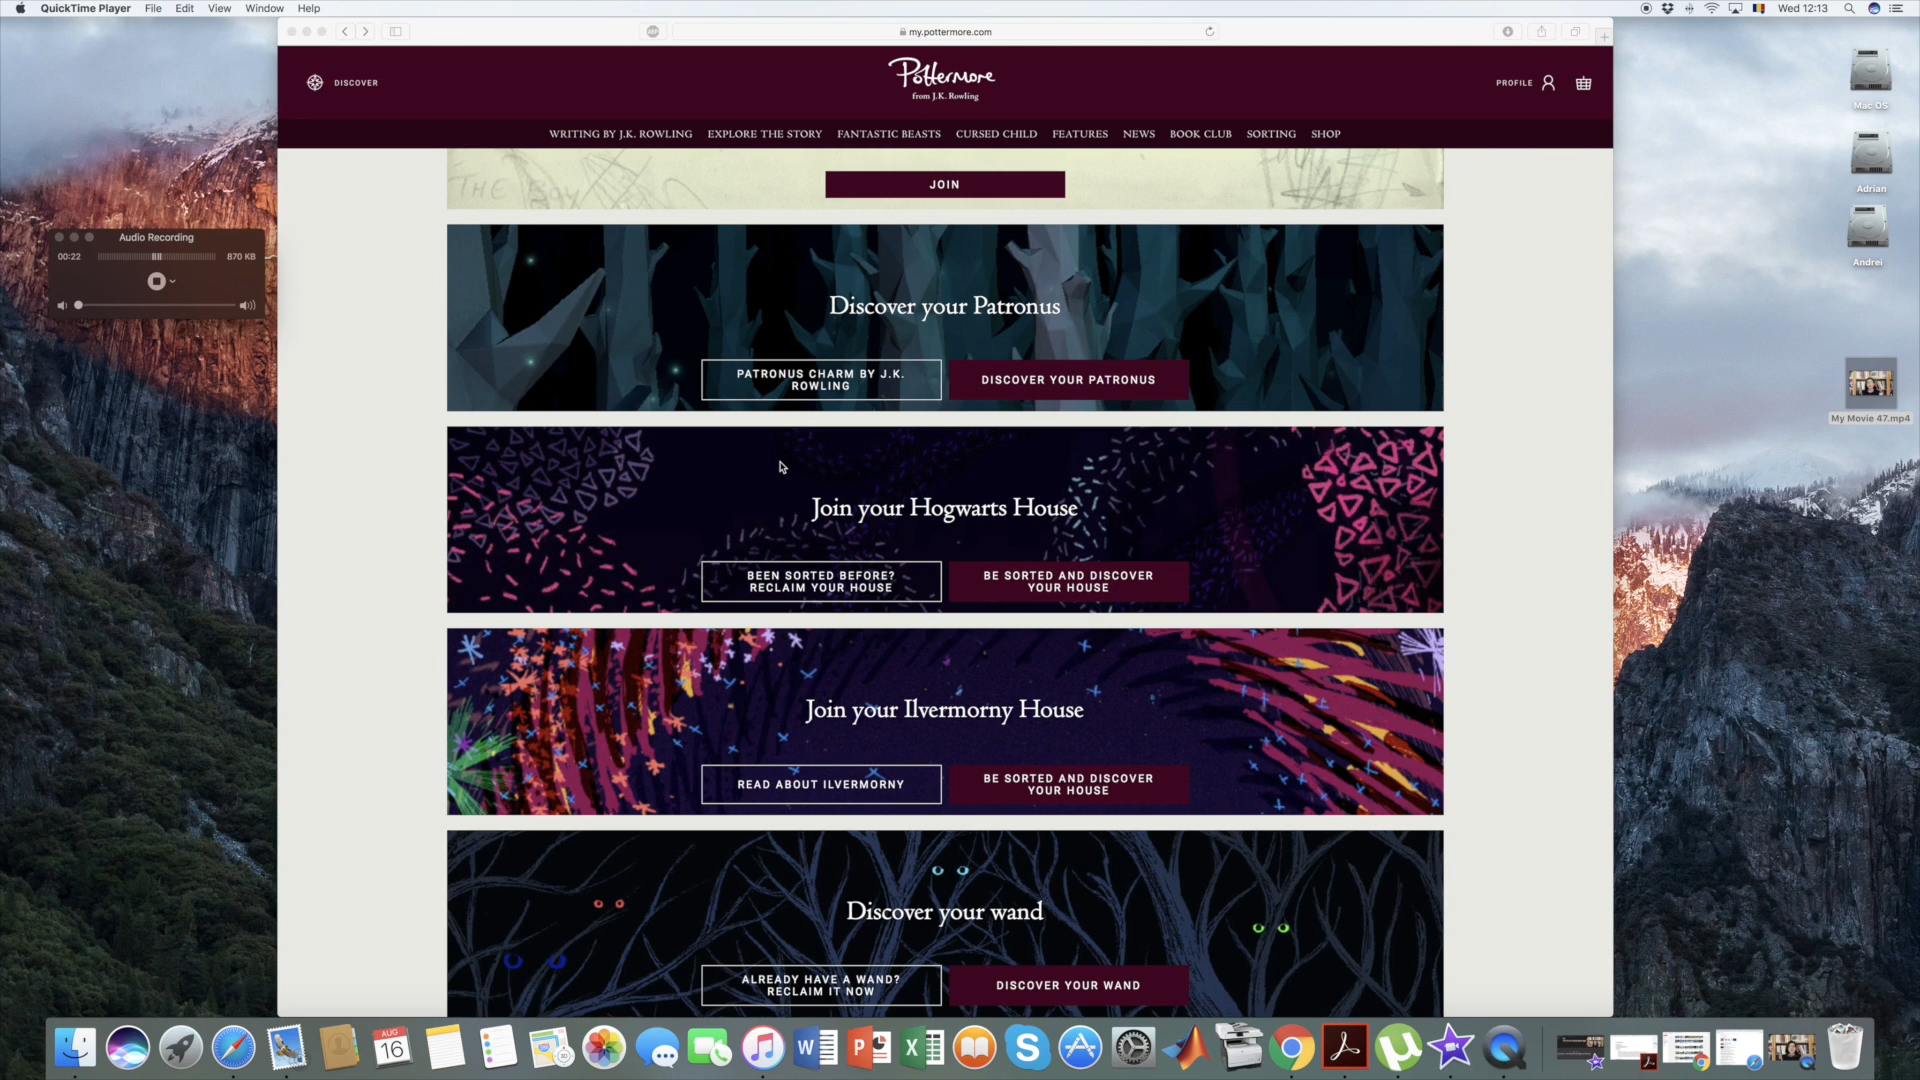 QuickTime Player File Edit View Window Help
Wed 12:13
my.pottermore.com
DISCOVER
Pottermore
from J.K. Rowling
PROFILE
WRITING BY J.K. ROWLING EXPLORE THE STORY FANTASTIC BEASTS CURSED CHILD FEATURES NEWS BOOK CLUB SORTING SHOP
THE BOY
JOIN
Discover your Patronus
PATRONUS CHARM BY J.K.
ROWLING
DISCOVER YOUR PATRONUS
Join your Hogwarts House
BEEN SORTED BEFORE?
RECLAIM YOUR HOUSE
BE SORTED AND DISCOVER
YOUR HOUSE
Join your Ilvermorny House
READ ABOUT ILVERMORNY
BE SORTED AND DISCOVER
YOUR HOUSE
Discover your wand
ALREADY HAVE A WAND?
RECLAIM IT NOW
DISCOVER YOUR WAND
Audio Recording
00:22
870 KB
Mac OS
Adrian
Andrei
My Movie 47.mp4
AUG
16